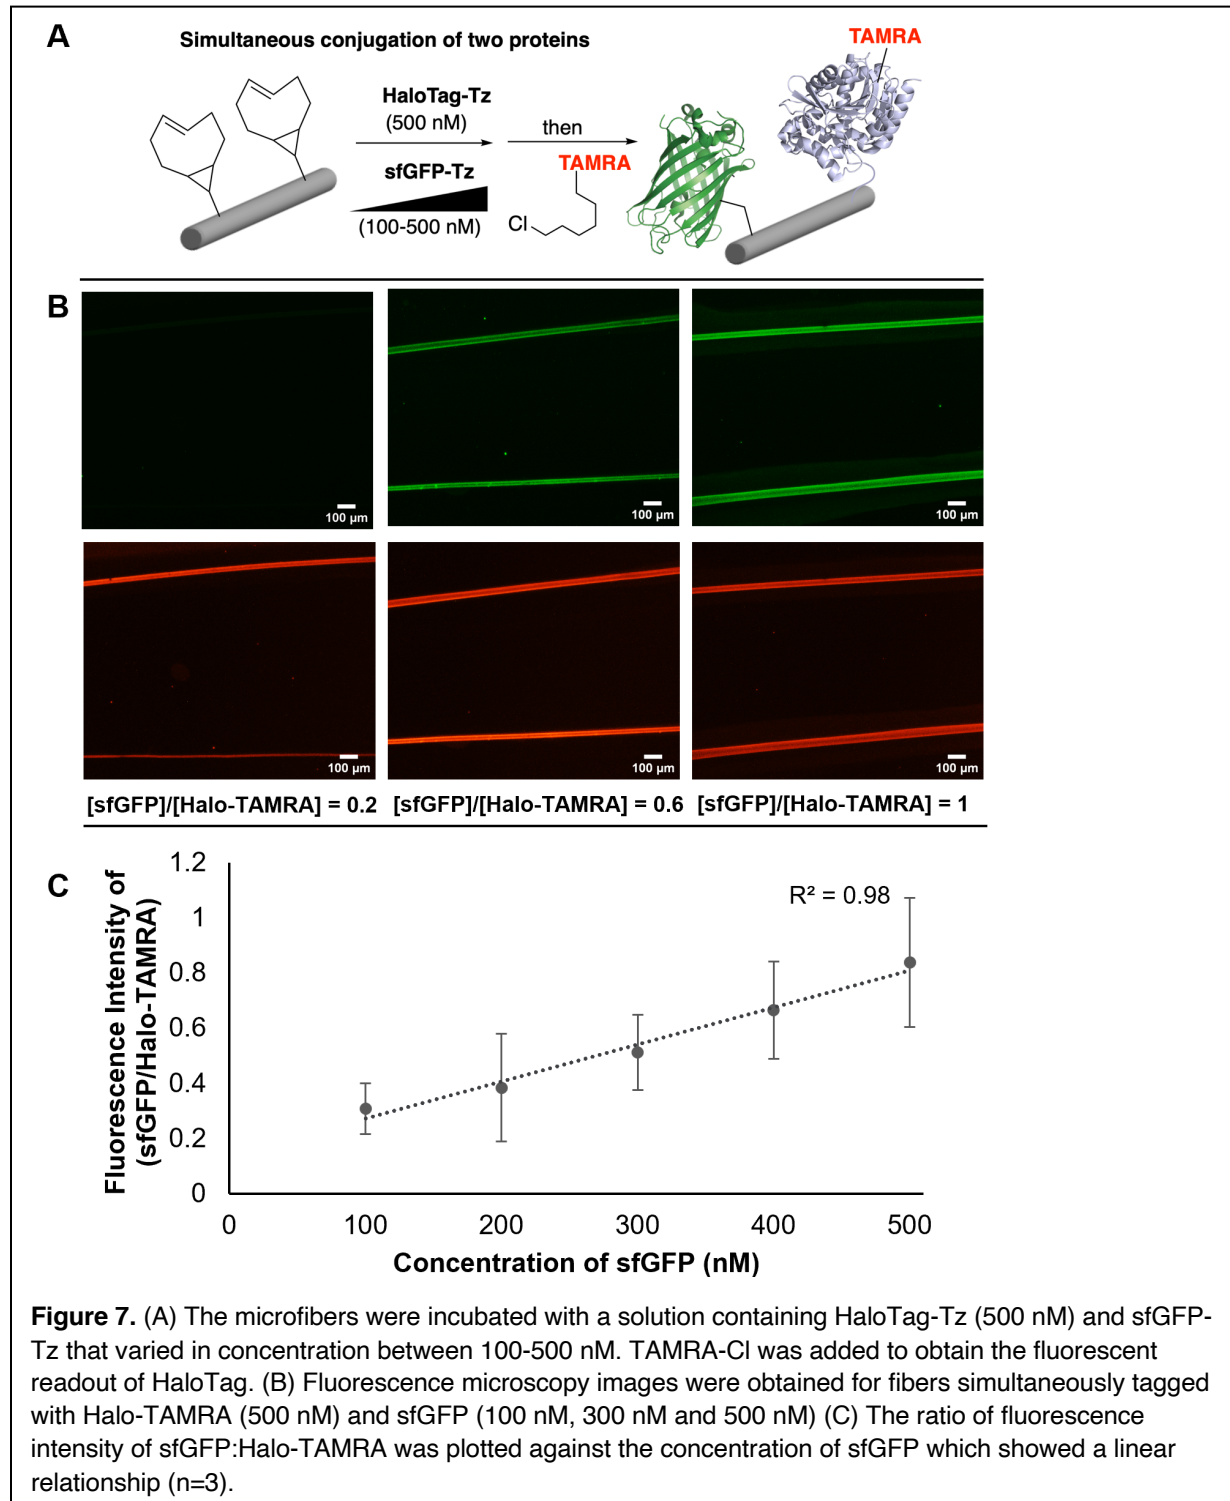 A
Simultaneous conjugation of two proteins
HaloTag-Tz
(500 nM)
sfGFP-Tz
(100-500 nM)
then
TAMRA
Cl
TAMRA
B
100 µm
100 µm
100 µm
100 µm
100 µm
100 µm
[sfGFP]/[Halo-TAMRA] = 0.2
[sfGFP]/[Halo-TAMRA] = 0.6
[sfGFP]/[Halo-TAMRA] = 1
C
Fluorescence Intensity of
(sfGFP/Halo-TAMRA)
1.2
1
0.8
0.6
0.4
0.2
0
R² = 0.98
0 100 200 300 400 500
Concentration of sfGFP (nM)
Figure 7. (A) The microfibers were incubated with a solution containing HaloTag-Tz (500 nM) and sfGFP-
Tz that varied in concentration between 100-500 nM. TAMRA-Cl was added to obtain the fluorescent
readout of HaloTag. (B) Fluorescence microscopy images were obtained for fibers simultaneously tagged
with Halo-TAMRA (500 nM) and sfGFP (100 nM, 300 nM and 500 nM) (C) The ratio of fluorescence
intensity of sfGFP:Halo-TAMRA was plotted against the concentration of sfGFP which showed a linear
relationship (n=3).